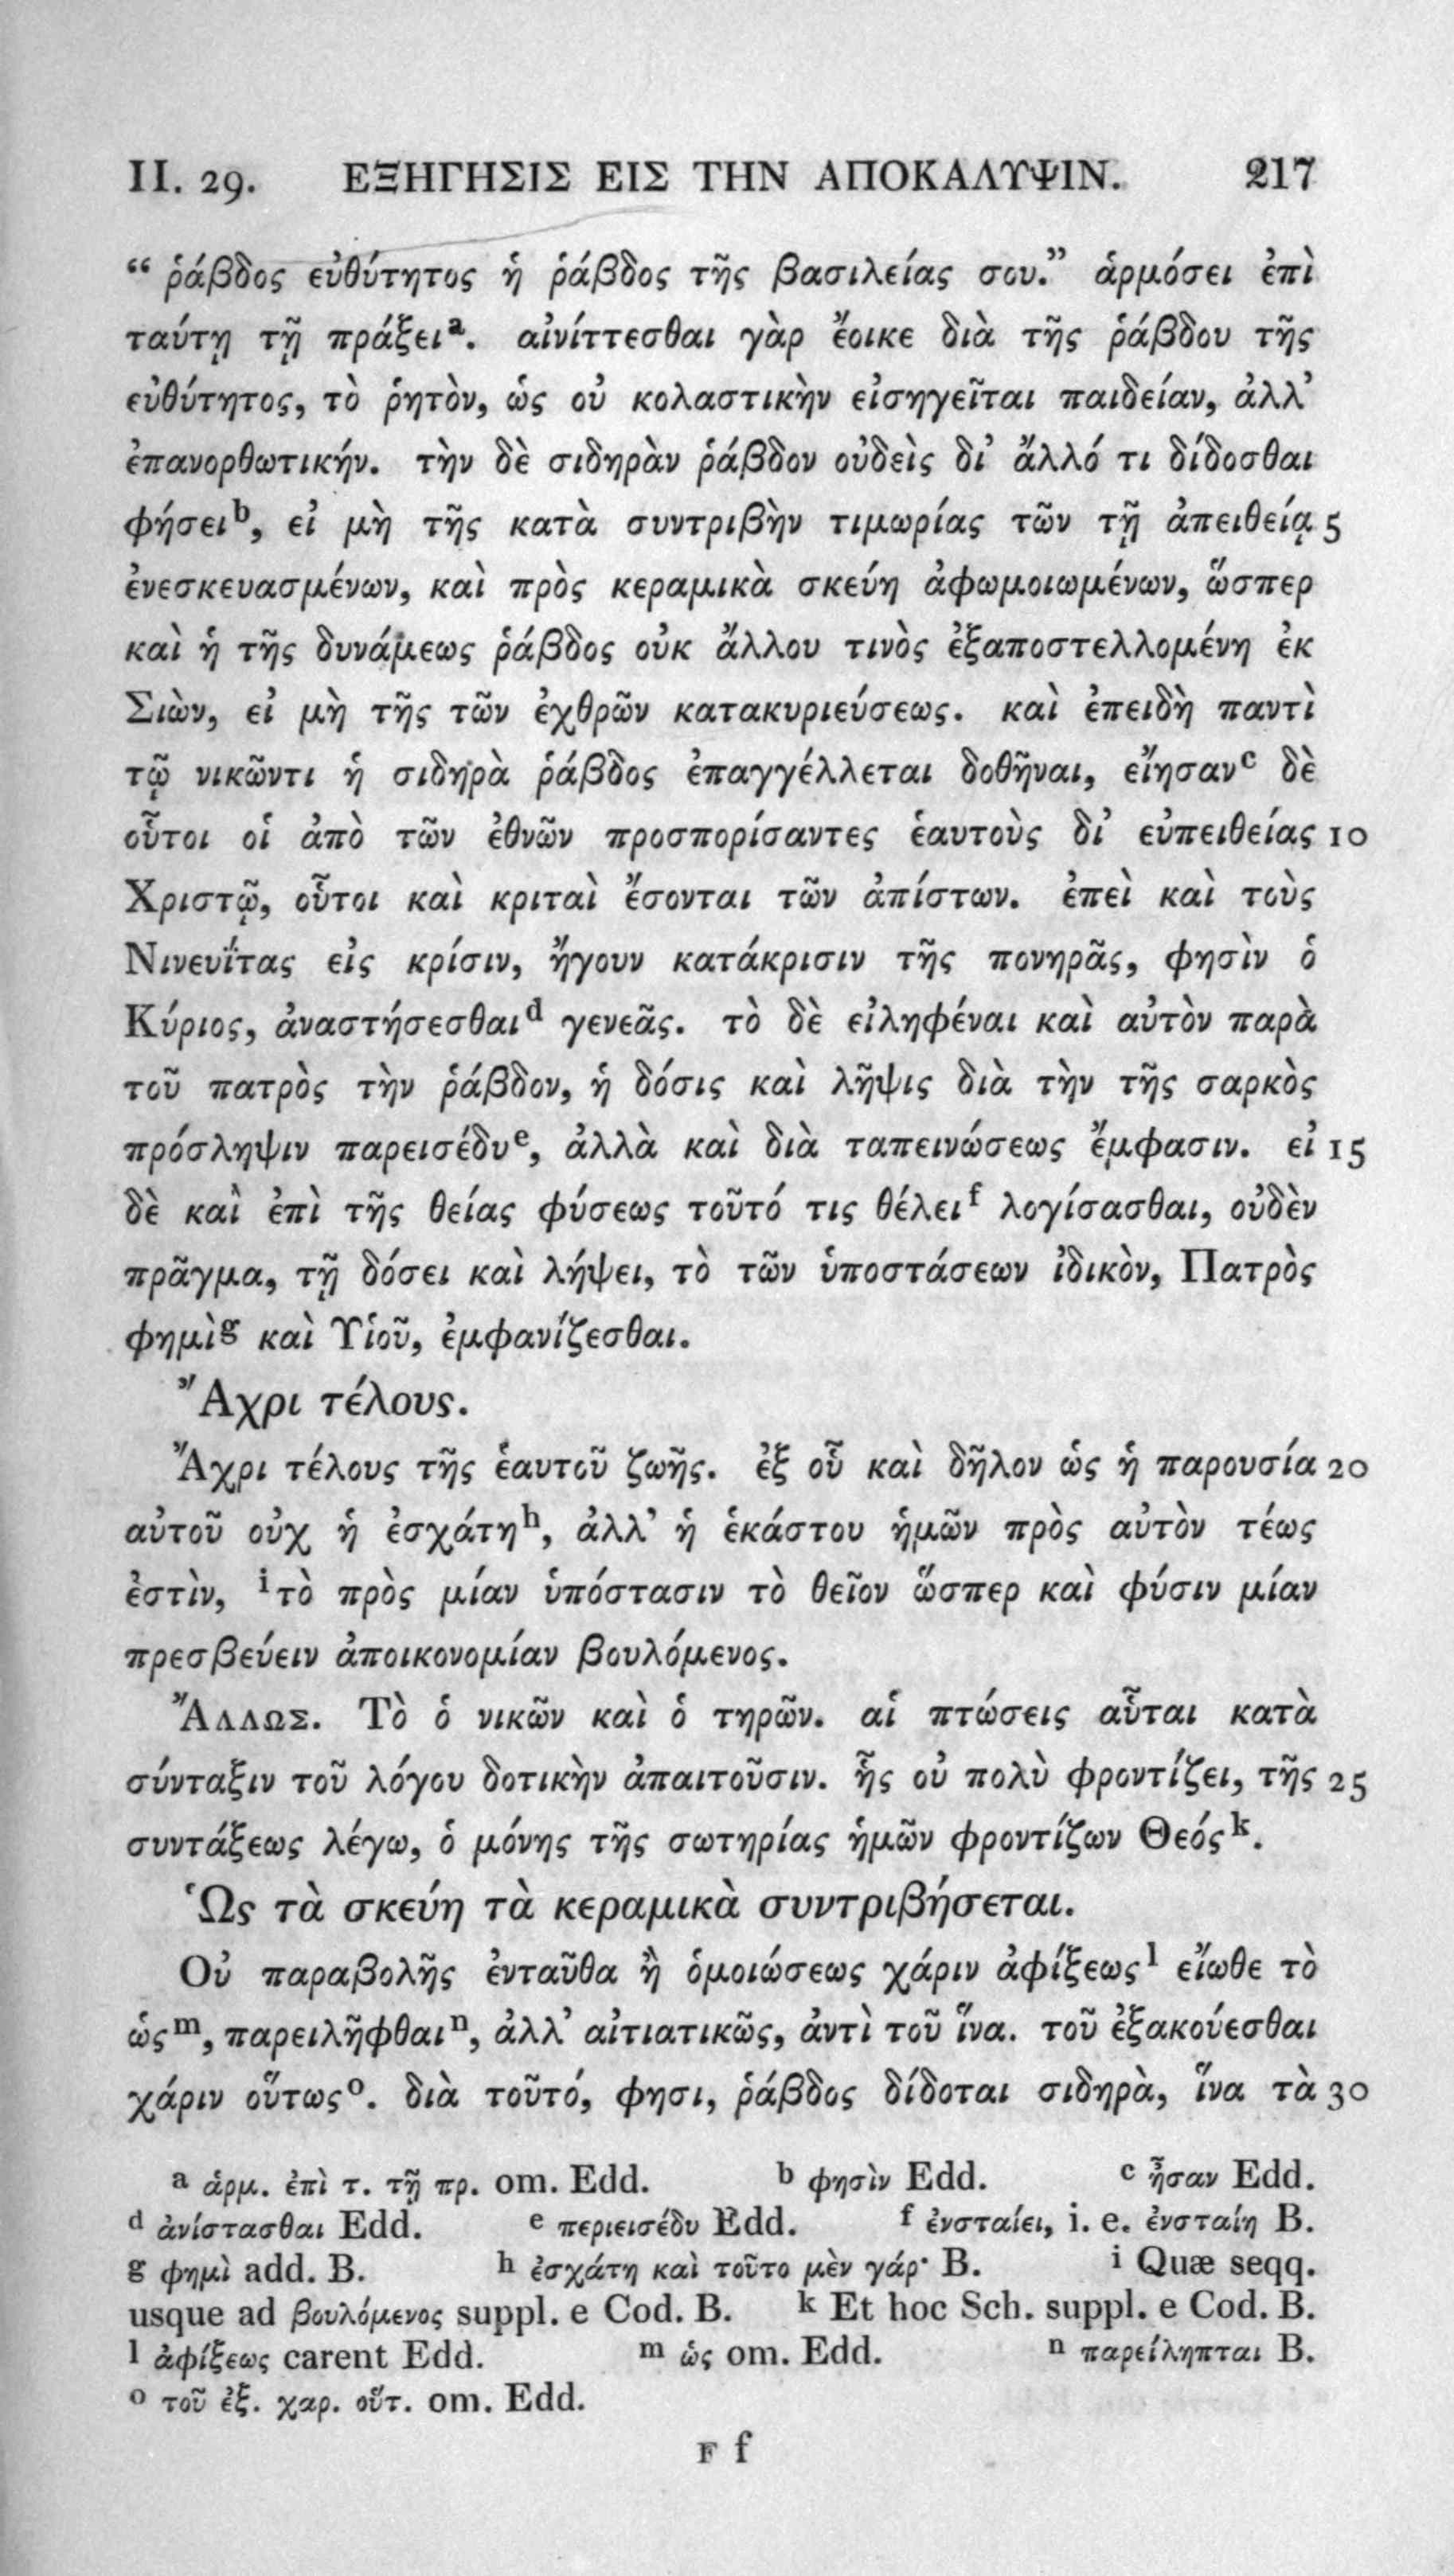 II. 29. ΕΞΗΓΗΣΙΣ ΕΙΣ ΤΗΝ ΑΠΟΚΑΛΥΨΙΝ. 217
“ ῥάβδος εὐθύτητος ἡ ῥάβδος τῆς βασιλείας σου.” ἁρμόσει ἐπὶ
ταύτῃ τῇ πράξειᵃ. αἰνίττεσθαι γὰρ ἔοικε διὰ τῆς ῥάβδου τῆς
εὐθύτητος, τὸ ῥητὸν, ὡς οὐ κολαστικὴν εἰσηγεῖται παιδείαν, ἀλλ’
ἐπανορθωτικήν. τὴν δὲ σιδηρὰν ῥάβδον οὐδεὶς δι’ ἄλλό τι δίδοσθαι
φήσειᵇ, εἰ μὴ τῆς κατὰ συντριβὴν τιμωρίας τῶν τῇ ἀπειθείᾳ 5
ἐνεσκευασμένων, καὶ πρὸς κεραμικὰ σκεύη ἀφωμοιωμένων, ὥσπερ
καὶ ἡ τῆς δυνάμεως ῥάβδος οὐκ ἄλλου τινὸς ἐξαποστελλομένη ἐκ
Σιὼν, εἰ μὴ τῆς τῶν ἐχθρῶν κατακυριεύσεως. καὶ ἐπειδὴ παντὶ
τῷ νικῶντι ἡ σιδηρὰ ῥάβδος ἐπαγγέλλεται δοθῆναι, εἴησανᶜ δὲ
οὗτοι οἱ ἀπὸ τῶν ἐθνῶν προσπορίσαντες ἑαυτοὺς δι’ εὐπειθείας 10
Χριστῷ, οὗτοι καὶ κριταὶ ἔσονται τῶν ἀπίστων. ἐπεὶ καὶ τοὺς
Νινευΐτας εἰς κρίσιν, ἤγουν κατάκρισιν τῆς πονηρᾶς, φησὶν ὁ
Κύριος, ἀναστήσεσθαιᵈ γενεᾶς. τὸ δὲ εἰληφέναι καὶ αὐτὸν παρὰ
τοῦ πατρὸς τὴν ῥάβδον, ἡ δόσις καὶ λῆψις διὰ τὴν τῆς σαρκὸς
πρόσληψιν παρεισέδυᵉ, ἀλλὰ καὶ διὰ ταπεινώσεως ἔμφασιν. εἰ 15
δὲ καὶ ἐπὶ τῆς θείας φύσεως τοῦτό τις θέλειᶠ λογίσασθαι, οὐδὲν
πρᾶγμα, τῇ δόσει καὶ λήψει, τὸ τῶν ὑποστάσεων ἰδικὸν, Πατρὸς
φημὶᵍ καὶ Υἱοῦ, ἐμφανίζεσθαι.
Ἄχρι τέλους.
Ἄχρι τέλους τῆς ἑαυτοῦ ζωῆς. ἐξ οὗ καὶ δῆλον ὡς ἡ παρουσία 20
αὐτοῦ οὐχ ἡ ἐσχάτηʰ, ἀλλ’ ἡ ἑκάστου ἡμῶν πρὸς αὐτὸν τέως
ἐστὶν, ⁱτὸ πρὸς μίαν ὑπόστασιν τὸ θεῖον ὥσπερ καὶ φύσιν μίαν
πρεσβεύειν ἀποικονομίαν βουλόμενος.
ἌΛΛΩΣ. Τὸ ὁ νικῶν καὶ ὁ τηρῶν. αἱ πτώσεις αὗται κατὰ
σύνταξιν τοῦ λόγου δοτικὴν ἀπαιτοῦσιν. ἧς οὐ πολὺ φροντίζει, τῆς 25
συντάξεως λέγω, ὁ μόνης τῆς σωτηρίας ἡμῶν φροντίζων Θεόςᵏ.
Ὡς τὰ σκεύη τὰ κεραμικὰ συντριβήσεται.
Οὐ παραβολῆς ἐνταῦθα ἢ ὁμοιώσεως χάριν ἀφίξεωςˡ εἴωθε τὸ
ὡςᵐ, παρειλῆφθαιⁿ, ἀλλ’ αἰτιατικῶς, ἀντὶ τοῦ ἵνα. τοῦ ἐξακούεσθαι
χάριν οὕτωςᵒ. διὰ τοῦτό, φησι, ῥάβδος δίδοται σιδηρὰ, ἵνα τὰ 30
ᵃ ἁρμ. ἐπὶ τ. τῇ πρ. om. Edd. ᵇ φησὶν Edd. ᶜ ἦσαν Edd.
ᵈ ἀνίστασθαι Edd. ᵉ περιεισέδυ Edd. ᶠ ἐνσταίει, i. e. ἐνσταίη B.
ᵍ φημὶ add. B. ʰ ἐσχάτη καὶ τοῦτο μὲν γάρ· B. ⁱ Quæ seqq.
usque ad βουλόμενος suppl. e Cod. B. ᵏ Et hoc Sch. suppl. e Cod. B.
ˡ ἀφίξεως carent Edd. ᵐ ὡς om. Edd. ⁿ παρείληπται B.
ᵒ τοῦ ἐξ. χαρ. οὕτ. om. Edd.
F f